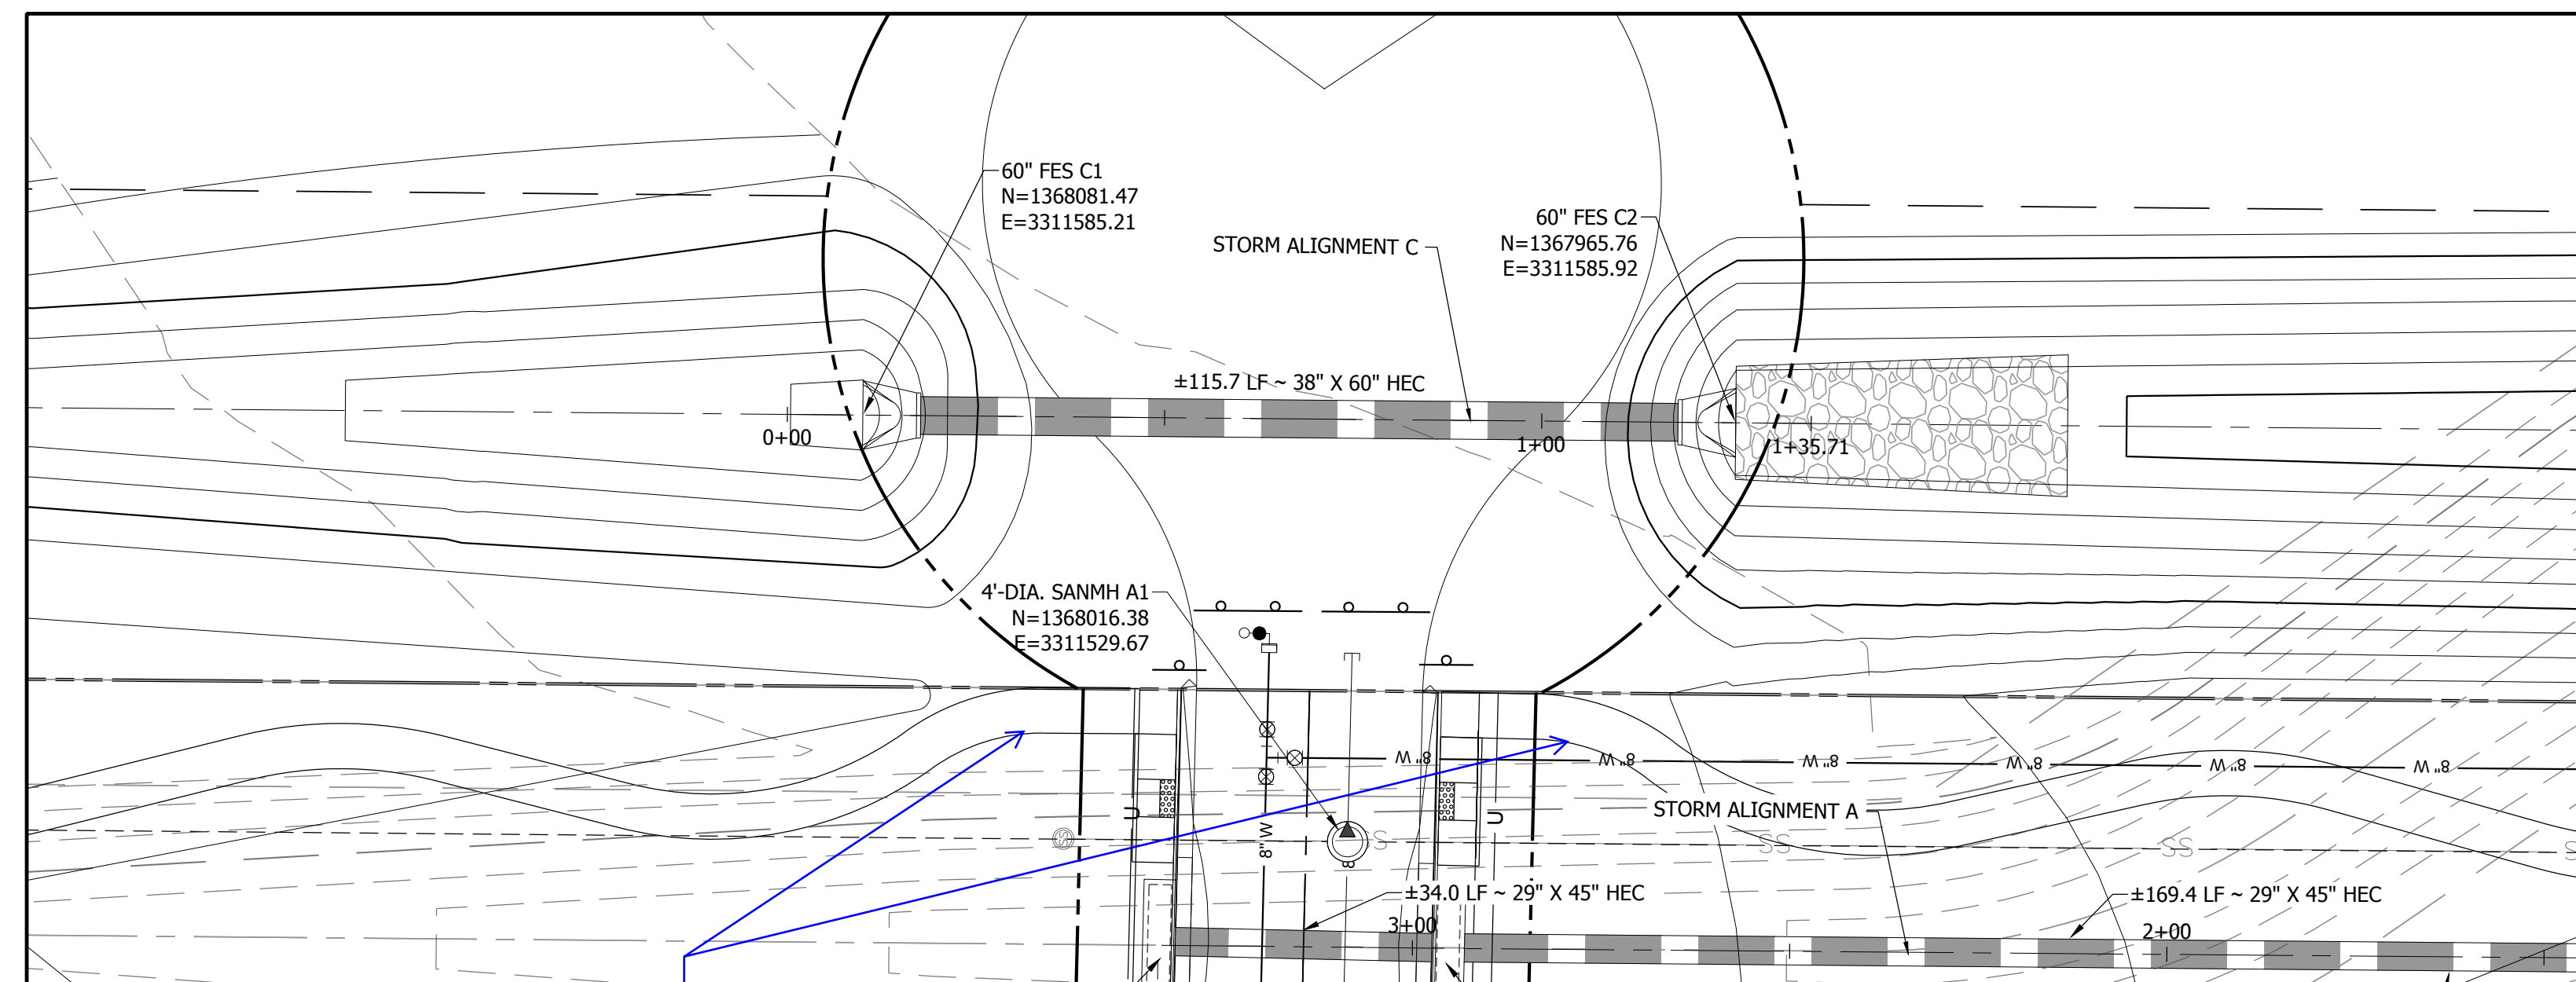 60" FES C1
N=1368081.47
E=3311585.21
60" FES C2
N=1367965.76
E=3311585.92
STORM ALIGNMENT C
±115.7 LF ~ 38" X 60" HEC
0+00
1+00
1+35.71
4'-DIA. SANMH A1
N=1368016.38
E=3311529.67
8" W
8" W
8" W
8" W
8" W
8" W
U
U
STORM ALIGNMENT A
8" W
8
SS
SS
SS
SS
S
±34.0 LF ~ 29" X 45" HEC
±169.4 LF ~ 29" X 45" HEC
3+00
2+00